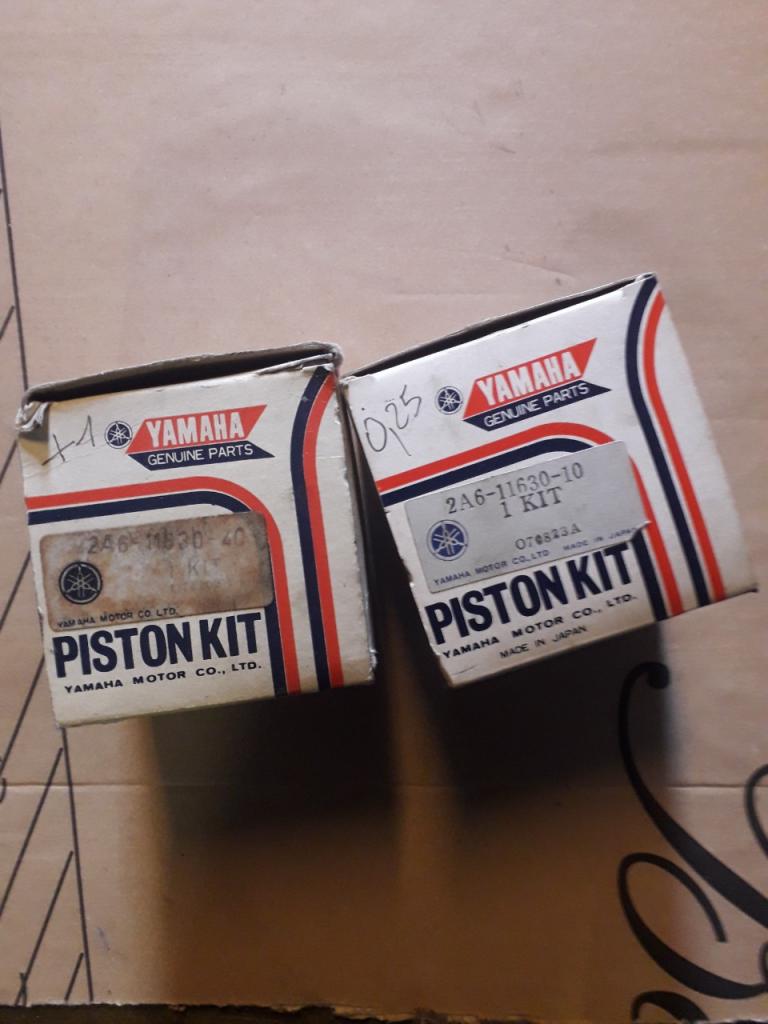 +1
YAMAHA
GENUINE PARTS
2A6-11630-40
1 KIT
YAMAHA MOTOR CO. LTD.
PISTON KIT
YAMAHA MOTOR CO., LTD.
0,25
YAMAHA
GENUINE PARTS
2A6-11630-10
1 KIT
070823A
YAMAHA MOTOR CO., LTD MADE IN JAPAN
PISTON KIT
YAMAHA MOTOR CO., LTD.
MADE IN JAPAN